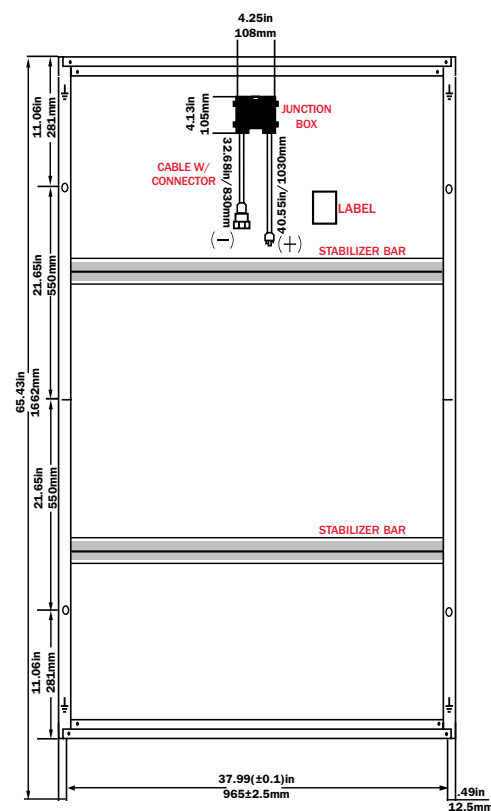 4.25in
108mm
11.06in
281mm
4.13in
105mm
JUNCTION
BOX
CABLE W/
CONNECTOR
32.68in/830mm
40.55in/1030mm
LABEL
(−)
(+)
STABILIZER BAR
21.65in
550mm
65.43in
1662mm
21.65in
550mm
STABILIZER BAR
11.06in
281mm
37.99(±0.1)in
965±2.5mm
.49in
12.5mm